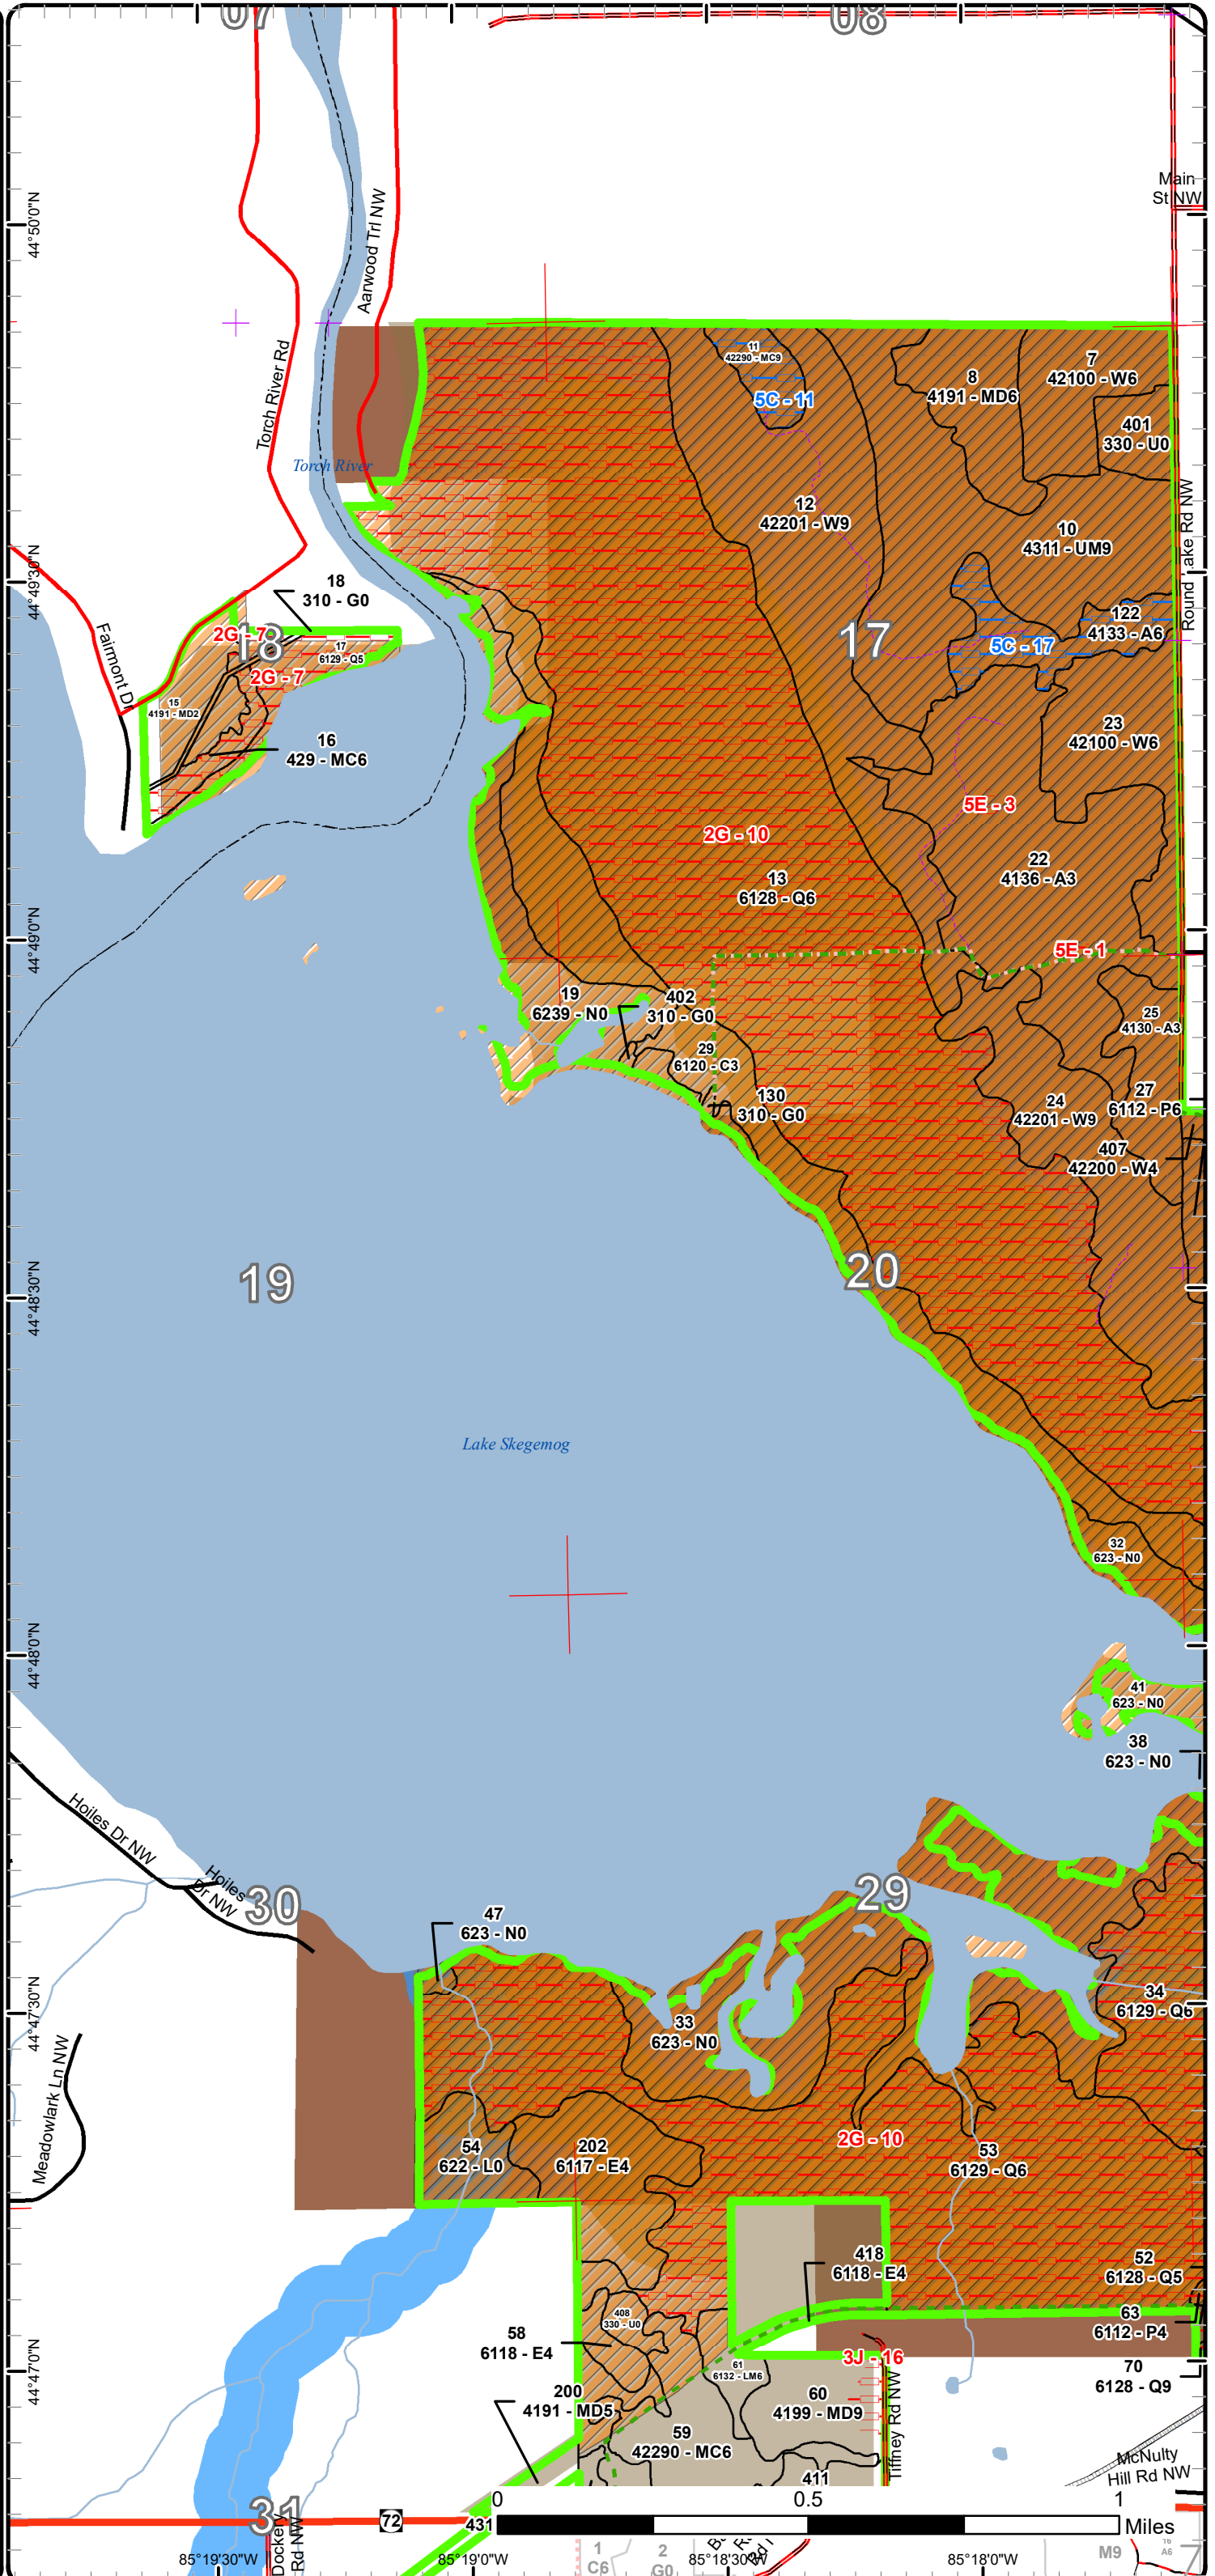 07
08
Main
St NW
44°50'0"N
Aarwood Trl NW
Torch River Rd
11
42290 - MC9
5C - 11
8
4191 - MD6
7
42100 - W6
401
330 - U0
Torch River
12
42201 - W9
10
4311 - UM9
Round Lake Rd NW
44°49'30"N
18
310 - G0
122
4133 - A6
Fairmont Dr
2G - 7
18
17
6129 - Q5
17
5C - 17
2G - 7
15
4191 - MD2
16
429 - MC6
23
42100 - W6
5E - 3
2G - 10
22
4136 - A3
13
6128 - Q6
44°49'0"N
5E - 1
19
6239 - N0
402
310 - G0
25
4130 - A3
29
6120 - C3
130
310 - G0
24
42201 - W9
27
6112 - P6
407
42200 - W4
44°48'30"N
19
20
Lake Skegemog
32
623 - N0
44°48'0"N
41
623 - N0
38
623 - N0
Hoiles Dr NW
Hoiles
Dr NW
30
29
47
623 - N0
34
6129 - Q6
44°47'30"N
33
623 - N0
Meadowlark Ln NW
2G - 10
54
622 - L0
202
6117 - E4
53
6129 - Q6
418
6118 - E4
52
6128 - Q5
408
330 - U0
63
6112 - P4
58
6118 - E4
3J - 16
61
6132 - LM6
70
6128 - Q9
44°47'0"N
200
4191 - MD5
60
4199 - MD9
Tiffney Rd NW
59
42290 - MC6
McNulty
Hill Rd NW
411
31
72
431
0
0.5
1
Miles
Dockery
Rd NW
1
C6
2
G0
M9
16
A6
85°19'30"W
85°19'0"W
85°18'30"W
85°18'0"W